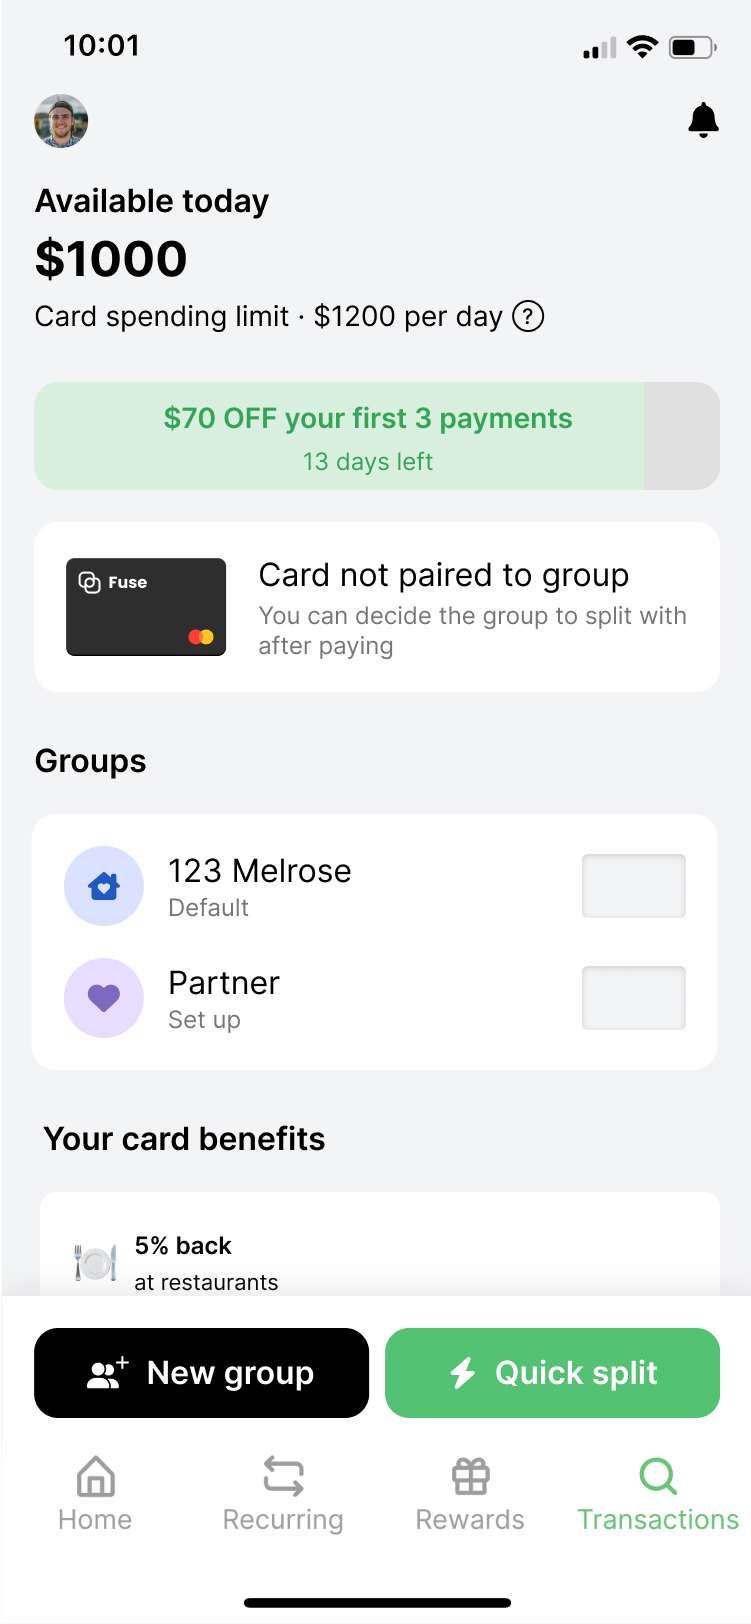 10:01
Available today
$1000
Card spending limit · $1200 per day ?
$70 OFF your first 3 payments
13 days left
Fuse
Card not paired to group
You can decide the group to split with
after paying
Groups
123 Melrose
Default
Partner
Set up
Your card benefits
5% back
at restaurants
New group
Quick split
Home
Recurring
Rewards
Transactions